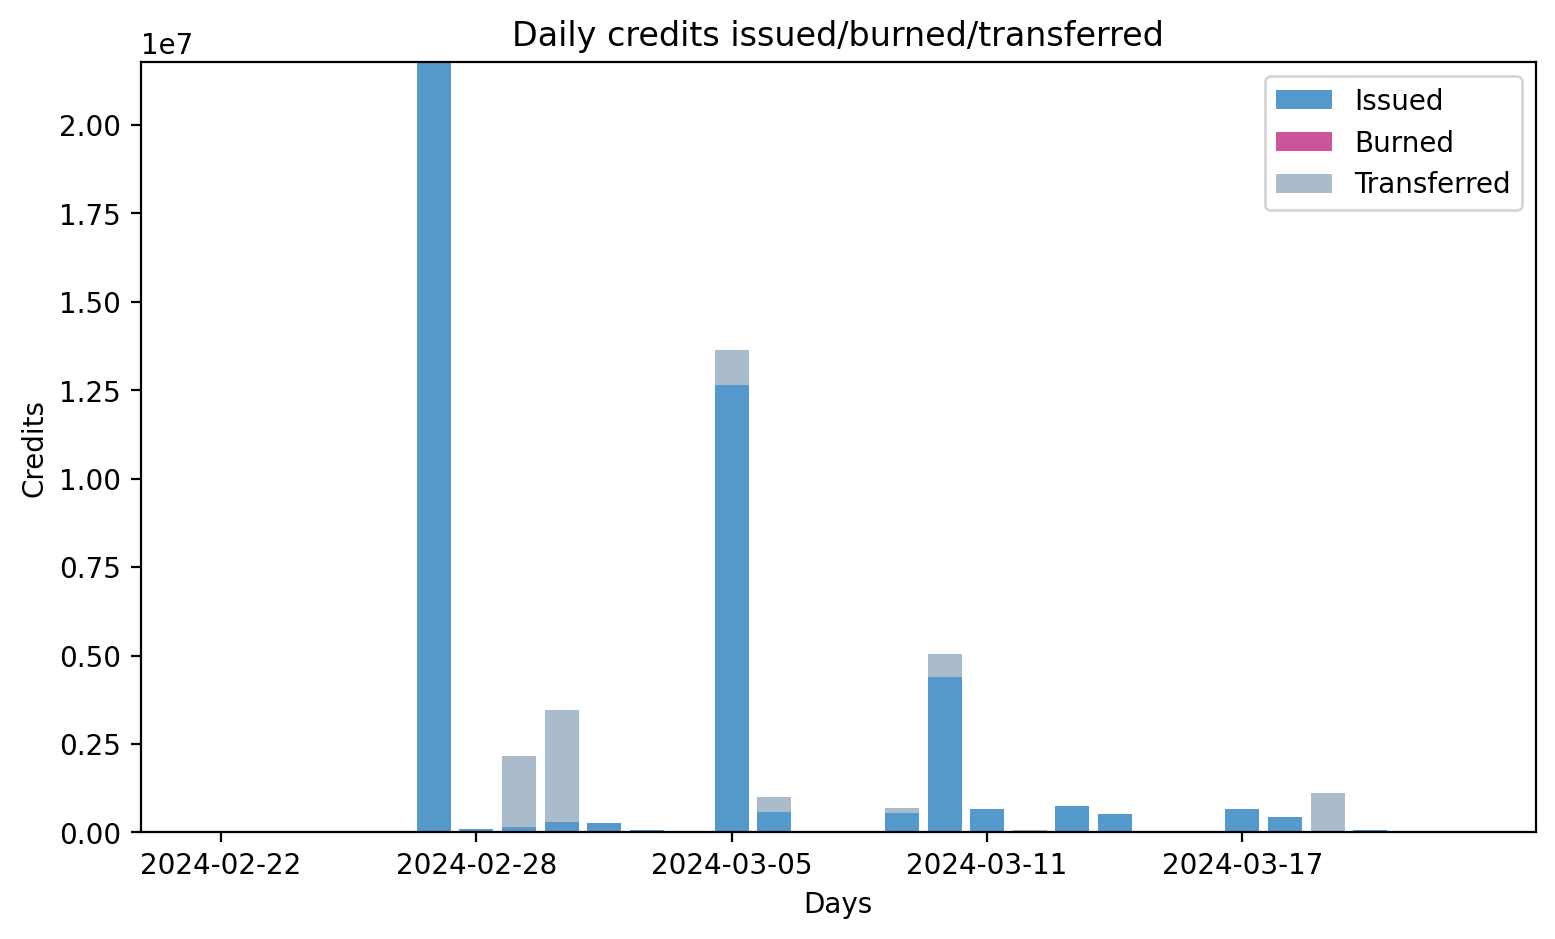 Daily credits issued/burned/transferred
1e7
Issued
Burned
Transferred
2.00
1.75
1.50
1.25
1.00
0.75
0.50
0.25
0.00
Credits
2024-02-22 2024-02-28 2024-03-05 2024-03-11 2024-03-17
Days